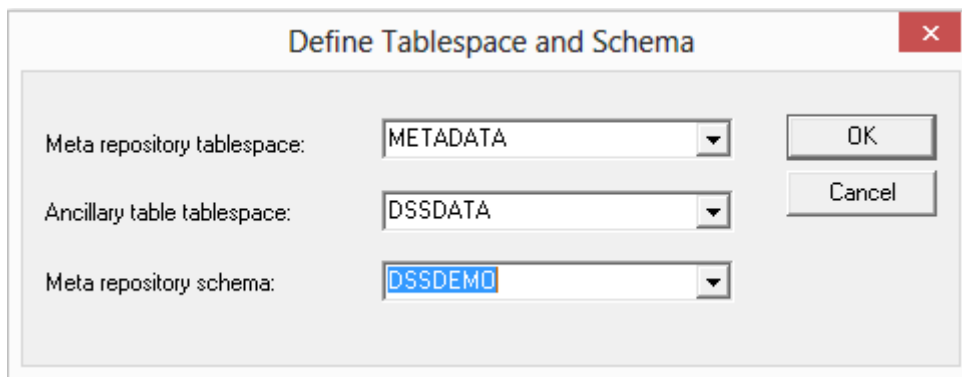 Define Tablespace and Schema
Meta repository tablespace: METADATA OK
Ancillary table tablespace: DSSDATA Cancel
Meta repository schema: DSSDEMO